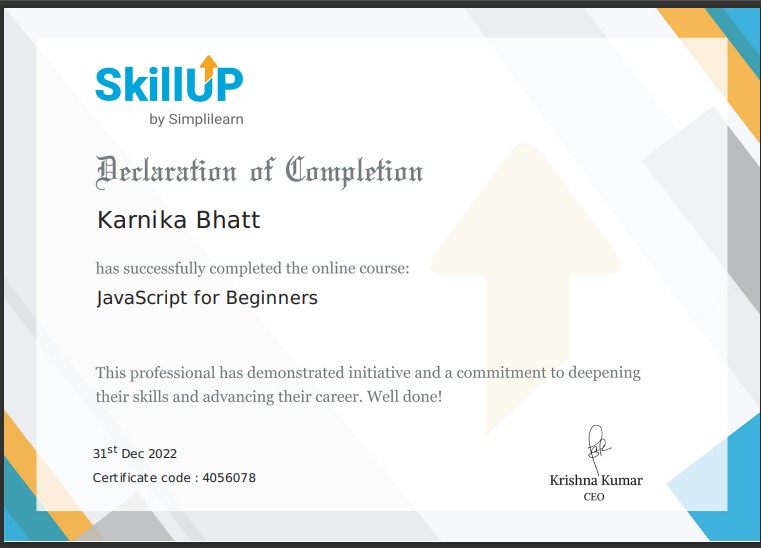 SkillUP
by Simplilearn
Declaration of Completion
Karnika Bhatt
has successfully completed the online course:
JavaScript for Beginners
This professional has demonstrated initiative and a commitment to deepening
their skills and advancing their career. Well done!
31st Dec 2022
Certificate code : 4056078
Krishna Kumar
CEO